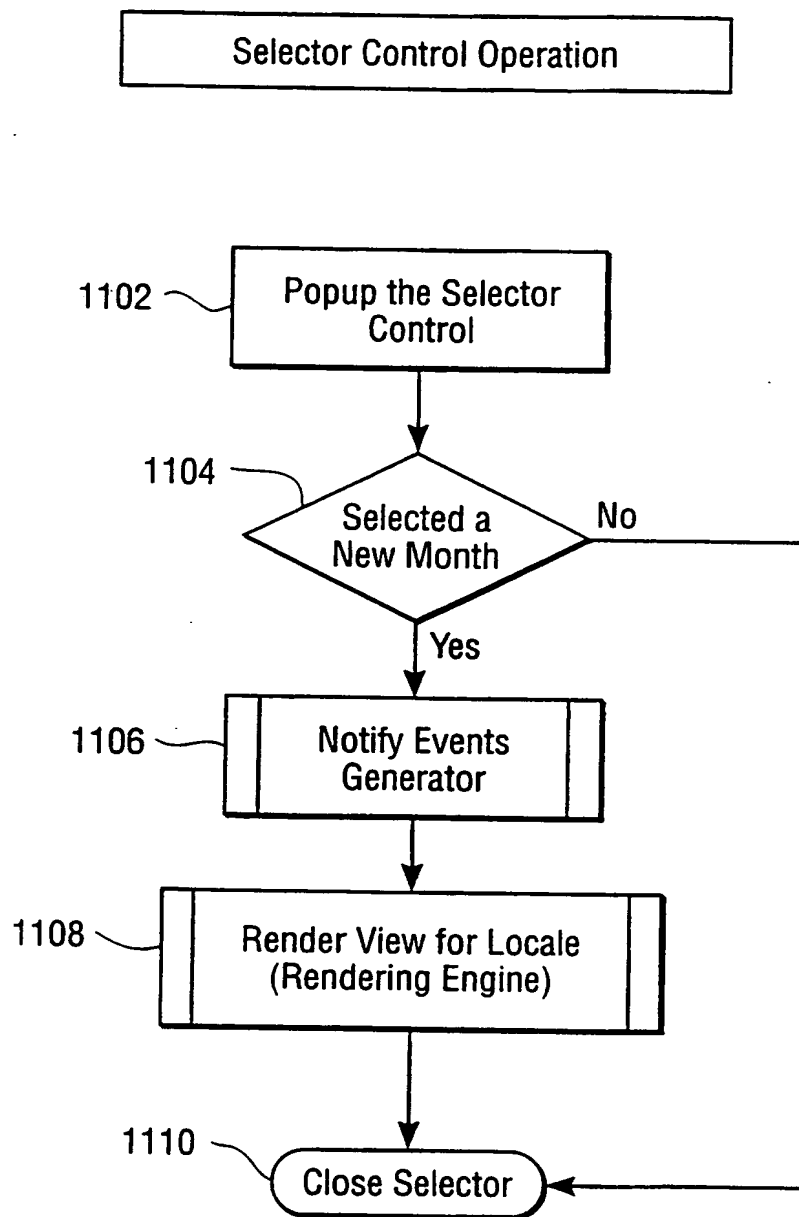 Selector Control Operation
1102
Popup the Selector
Control
1104
Selected a
New Month
No
Yes
1106
Notify Events
Generator
1108
Render View for Locale
(Rendering Engine)
1110
Close Selector